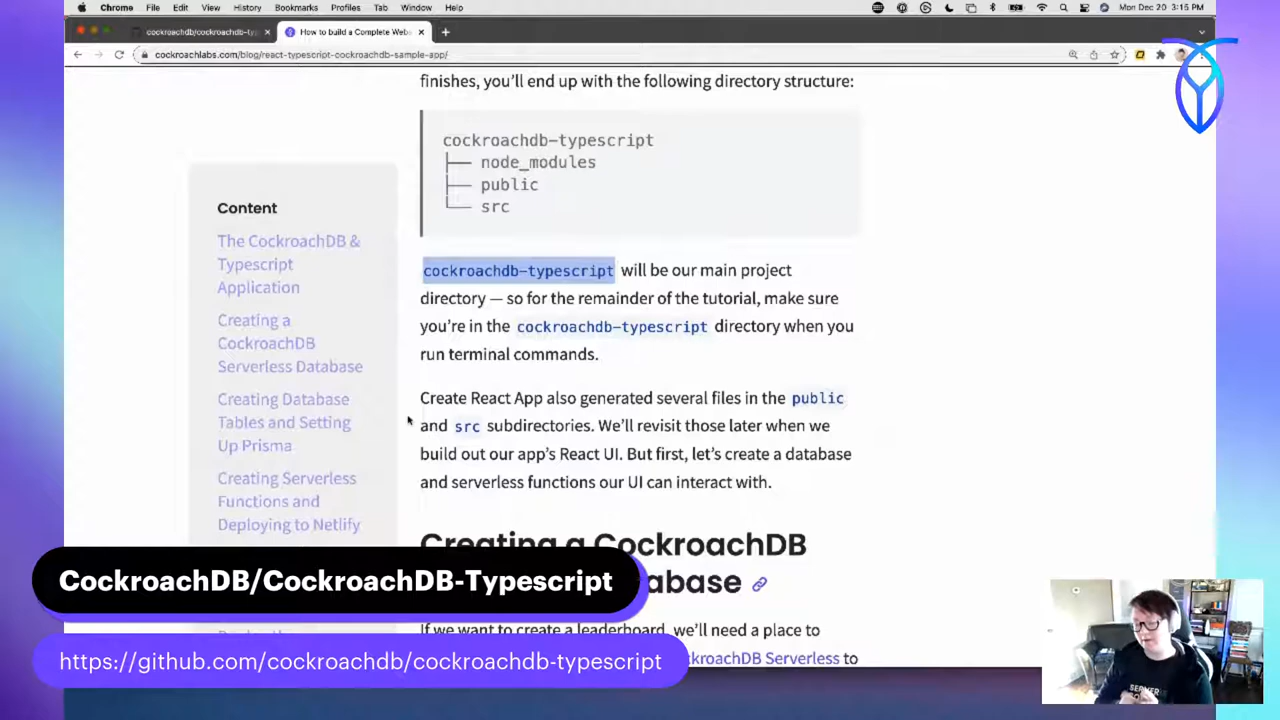 Chrome File Edit View History Bookmarks Profiles Tab Window Help Mon Dec 20 3:15 PM
cockroachdb/cockroachdb-ty × How to build a Complete Web × +
cockroachlabs.com/blog/react-typescript-cockroachdb-sample-app/
finishes, you'll end up with the following directory structure:
cockroachdb-typescript
├── node_modules
├── public
└── src
Content
The CockroachDB &
Typescript
Application
Creating a
CockroachDB
Serverless Database
Creating Database
Tables and Setting
Up Prisma
Creating Serverless
Functions and
Deploying to Netlify
cockroachdb-typescript will be our main project
directory — so for the remainder of the tutorial, make sure
you're in the cockroachdb-typescript directory when you
run terminal commands.
Create React App also generated several files in the public
and src subdirectories. We'll revisit those later when we
build out our app's React UI. But first, let's create a database
and serverless functions our UI can interact with.
Creating a CockroachDB
abase
If we want to create a leaderboard, we'll need a place to
kroachDB Serverless to
CockroachDB/CockroachDB-Typescript
https://github.com/cockroachdb/cockroachdb-typescript
SERVER